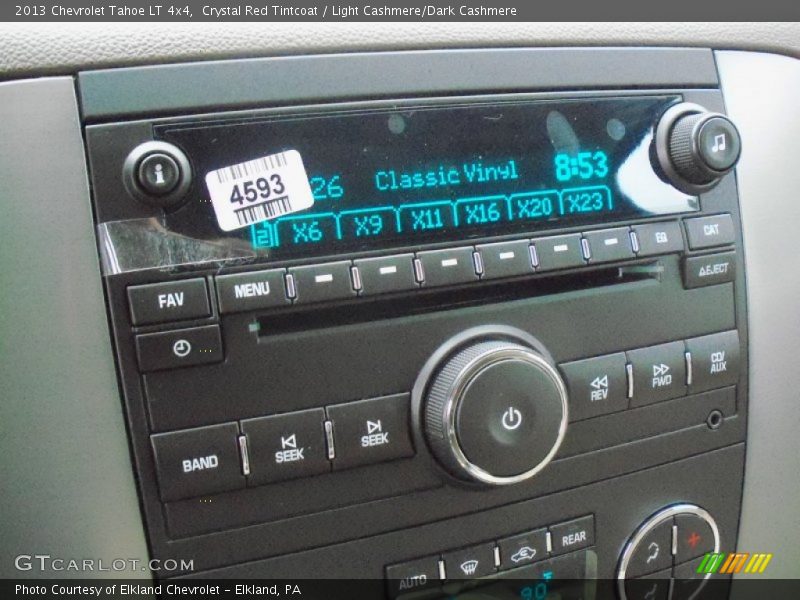 2013 Chevrolet Tahoe LT 4x4, Crystal Red Tintcoat / Light Cashmere/Dark Cashmere
i
4593
26 Classic Vinyl 8:53
a X6 X9 X11 X16 X20 X23
FAV MENU EQ CAT
EJECT
BAND SEEK SEEK REV FWD CD/AUX
AUTO REAR
90
GTCARLOT.COM
Photo Courtesy of Elkland Chevrolet - Elkland, PA